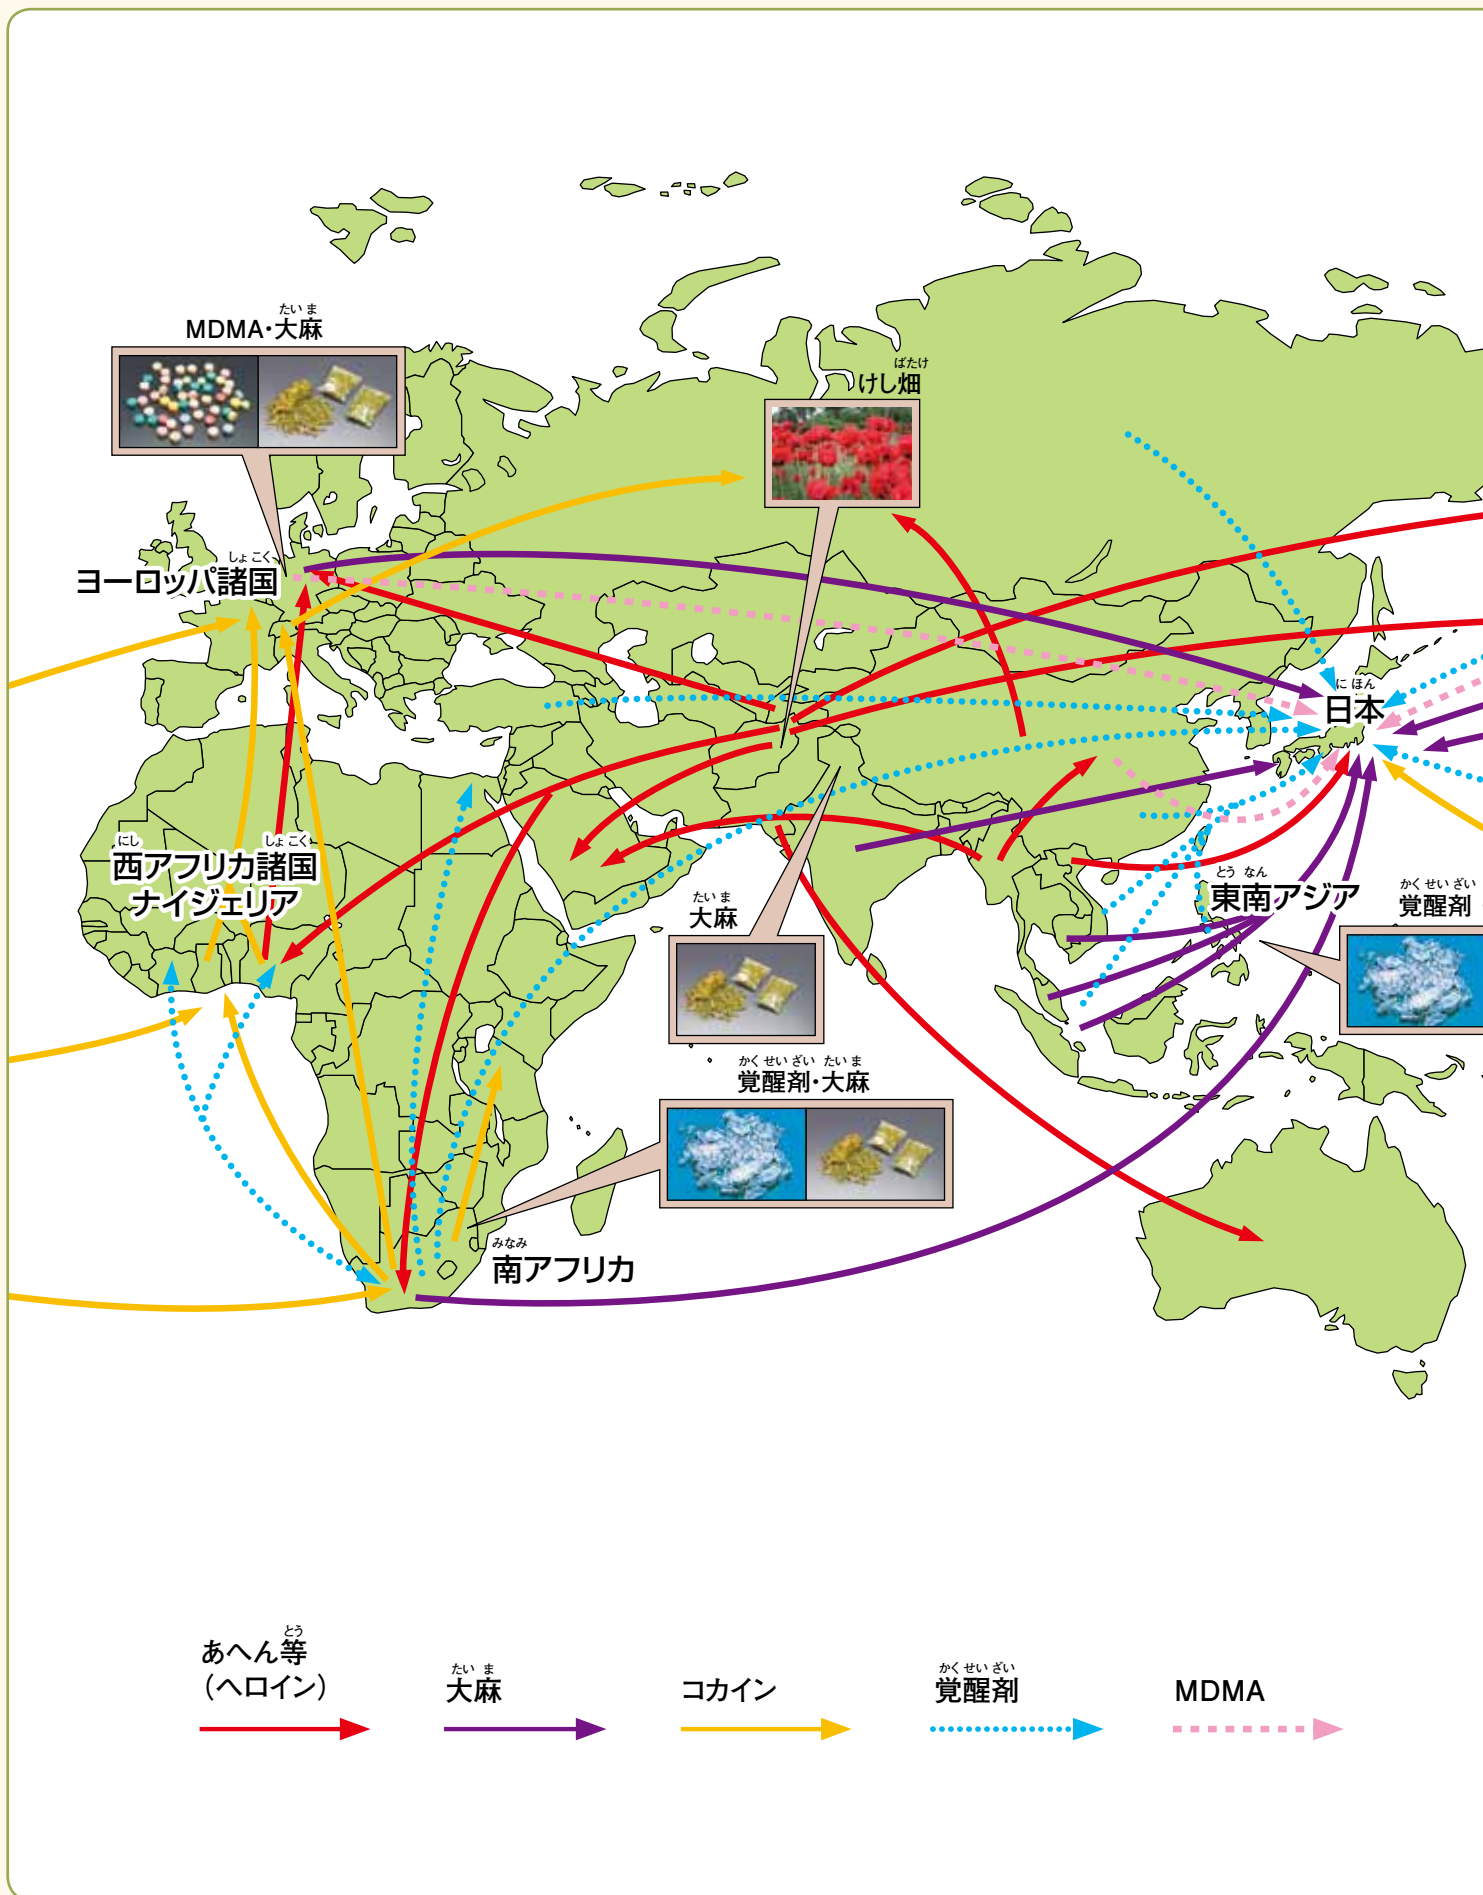 たいま
MDMA・大麻
ばたけ
けし畑
しょこく
ヨーロッパ諸国
にほん
日本
にし しょこく
西アフリカ諸国
ナイジェリア
とう なん
東南アジア
かくせいざい
覚醒剤
たいま
大麻
かくせいざい たいま
覚醒剤・大麻
みなみ
南アフリカ
とう
あへん等
（ヘロイン）
たい ま
大麻
コカイン
かくせいざい
覚醒剤
MDMA